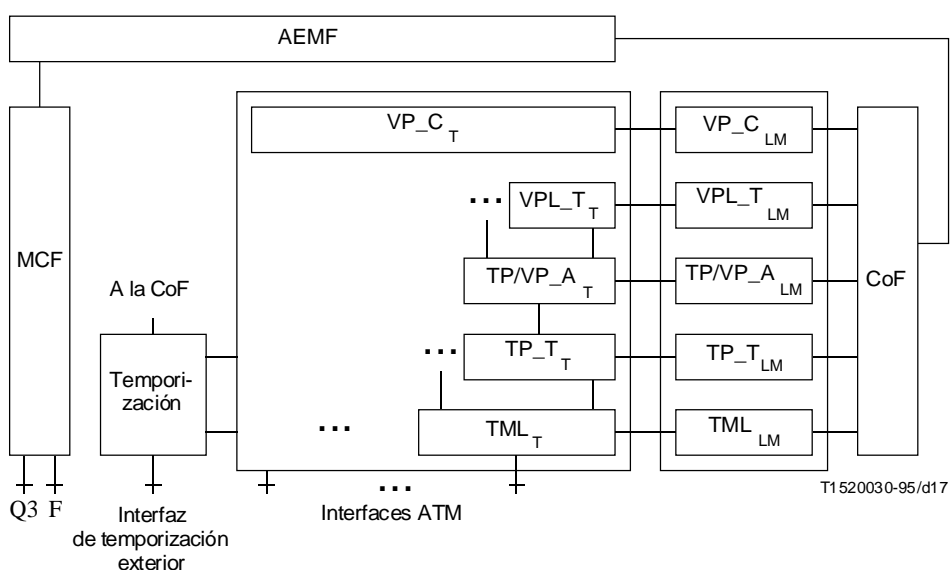 AEMF
VP_C T
VP_C LM
... VPL_T T
VPL_T LM
MCF
A la CoF
TP/VP_A T
TP/VP_A LM
CoF
Tempori-
zación
... TP_T T
TP_T LM
... TML T
TML LM
Q3 F
Interfaz
de temporización
exterior
...
Interfaces ATM
T1520030-95/d17